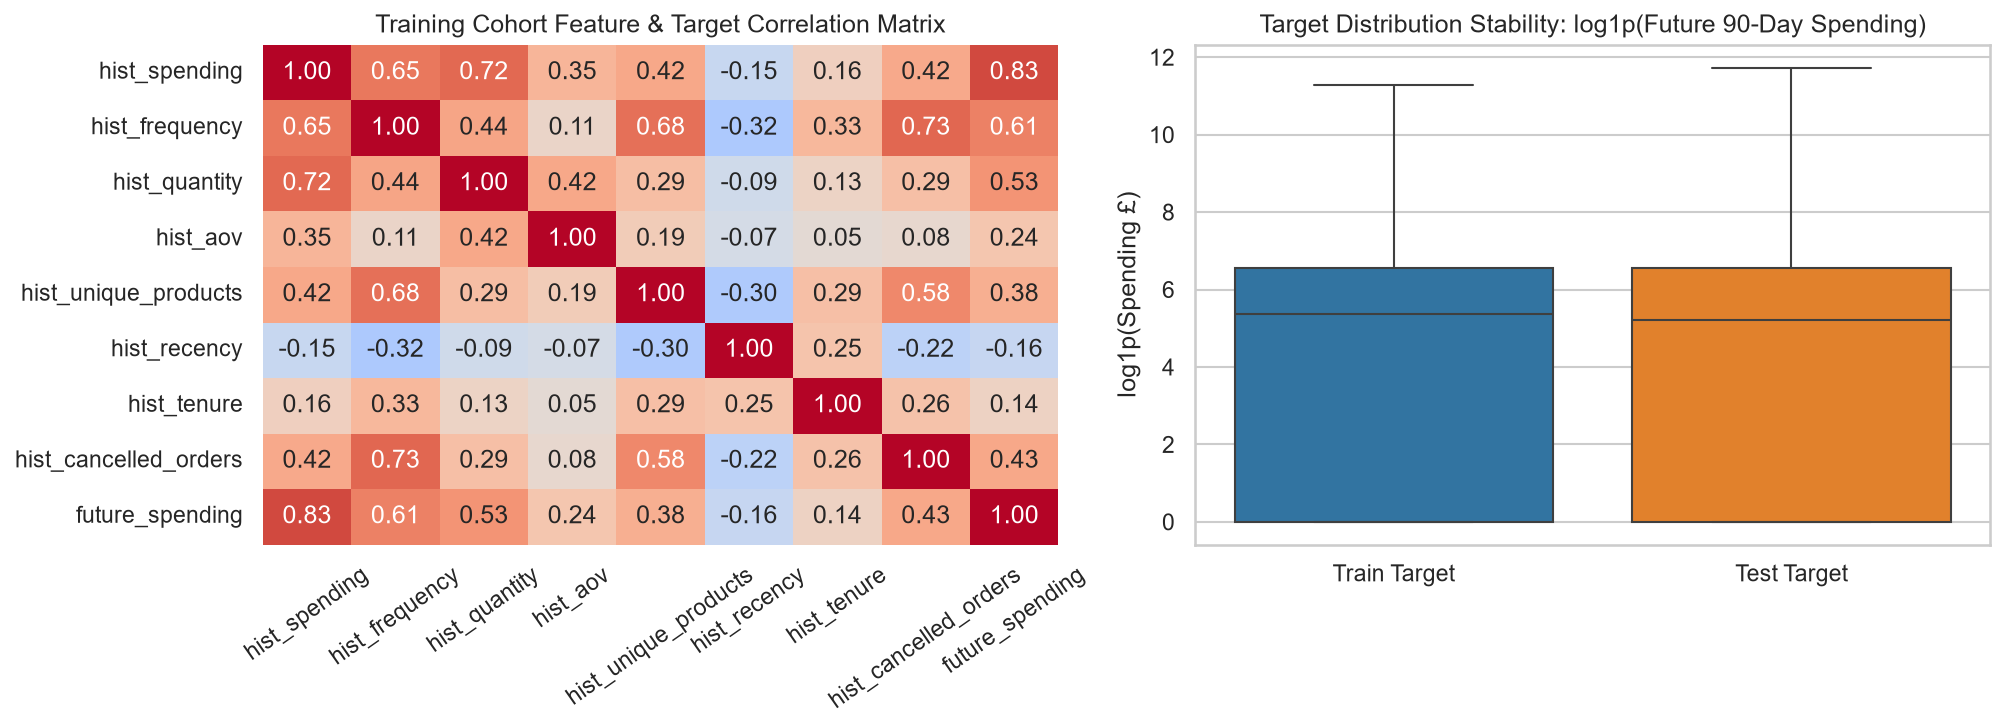 Training Cohort Feature & Target Correlation Matrix
hist_spending 1.00 0.65 0.72 0.35 0.42 -0.15 0.16 0.42 0.83
hist_frequency 0.65 1.00 0.44 0.11 0.68 -0.32 0.33 0.73 0.61
hist_quantity 0.72 0.44 1.00 0.42 0.29 -0.09 0.13 0.29 0.53
hist_aov 0.35 0.11 0.42 1.00 0.19 -0.07 0.05 0.08 0.24
hist_unique_products 0.42 0.68 0.29 0.19 1.00 -0.30 0.29 0.58 0.38
hist_recency -0.15 -0.32 -0.09 -0.07 -0.30 1.00 0.25 -0.22 -0.16
hist_tenure 0.16 0.33 0.13 0.05 0.29 0.25 1.00 0.26 0.14
hist_cancelled_orders 0.42 0.73 0.29 0.08 0.58 -0.22 0.26 1.00 0.43
future_spending 0.83 0.61 0.53 0.24 0.38 -0.16 0.14 0.43 1.00
hist_spending
hist_frequency
hist_quantity
hist_aov
hist_unique_products
hist_recency
hist_tenure
hist_cancelled_orders
future_spending
Target Distribution Stability: log1p(Future 90-Day Spending)
log1p(Spending £)
12
10
8
6
4
2
0
Train Target
Test Target